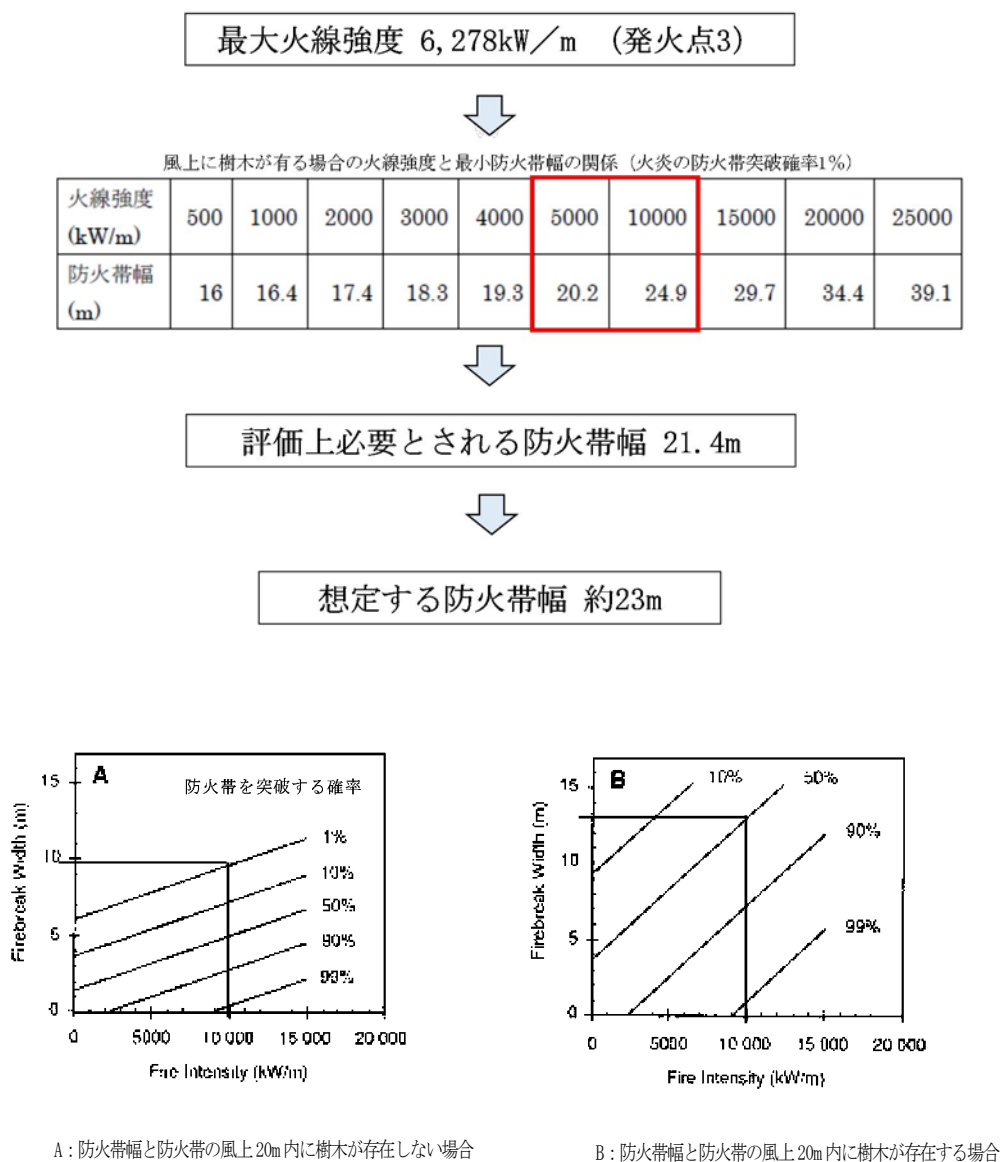 最大火線強度 6,278kW／m （発火点3）
風上に樹木が有る場合の火線強度と最小防火帯幅の関係（火炎の防火帯突破確率1%）
火線強度 (kW/m) 500 1000 2000 3000 4000 5000 10000 15000 20000 25000
防火帯幅 (m) 16 16.4 17.4 18.3 19.3 20.2 24.9 29.7 34.4 39.1
評価上必要とされる防火帯幅 21.4m
想定する防火帯幅 約23m
A
防火帯を突破する確率
15
10
5
0
1%
10%
50%
90%
99%
Firebreak Width (m)
0 5000 10 000 15 000 20 000
Fire Intensity (kW/m)
B
10%
50%
90%
99%
15
10
5
0
Firebreak Width (m)
0 5000 10 000 15 000 20 000
Fire Intensity (kW/m)
A：防火帯幅と防火帯の風上20m内に樹木が存在しない場合
B：防火帯幅と防火帯の風上20m内に樹木が存在する場合